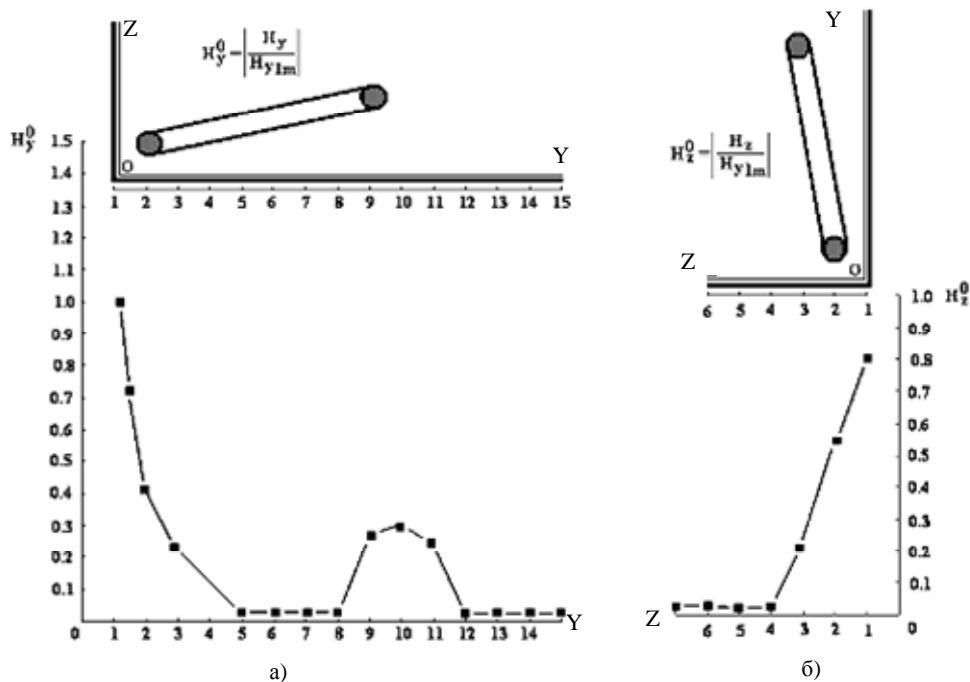 Z
H_y^0 = |H_y / H_y1m|
O
Y
1 2 3 4 5 6 7 8 9 10 11 12 13 14 15
H_y^0
1.5
1.4
1.3
1.2
1.1
1.0
0.9
0.8
0.7
0.6
0.5
0.4
0.3
0.2
0.1
0 1 2 3 4 5 6 7 8 9 10 11 12 13 14 Y
а)
Y
H_z^0 = |H_z / H_y1m|
Z
O
6 5 4 3 2 1
1.0 H_z^0
0.9
0.8
0.7
0.6
0.5
0.4
0.3
0.2
0.1
Z 6 5 4 3 2 1 0
б)